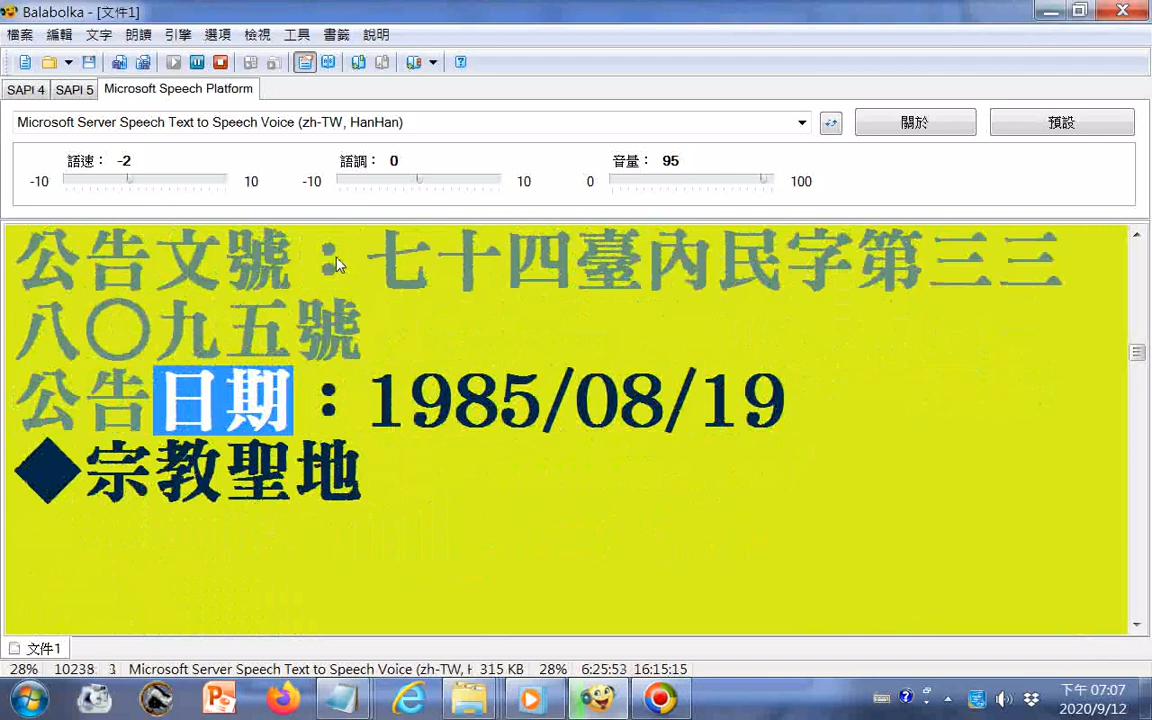 Balabolka - [文件1]
檔案 編輯 文字 朗讀 引擎 選項 檢視 工具 書籤 說明
SAPI 4 SAPI 5 Microsoft Speech Platform
Microsoft Server Speech Text to Speech Voice (zh-TW, HanHan) 關於 預設
語速： -2 語調： 0 音量： 95
-10 10 -10 10 0 100
公告文號：七十四臺內民字第三三
八〇九五號
公告日期：1985/08/19
◆宗教聖地
文件1
28% 10238 Microsoft Server Speech Text to Speech Voice (zh-TW, 315 KB 28% 6:25:53 16:15:15
下午 07:07
2020/9/12